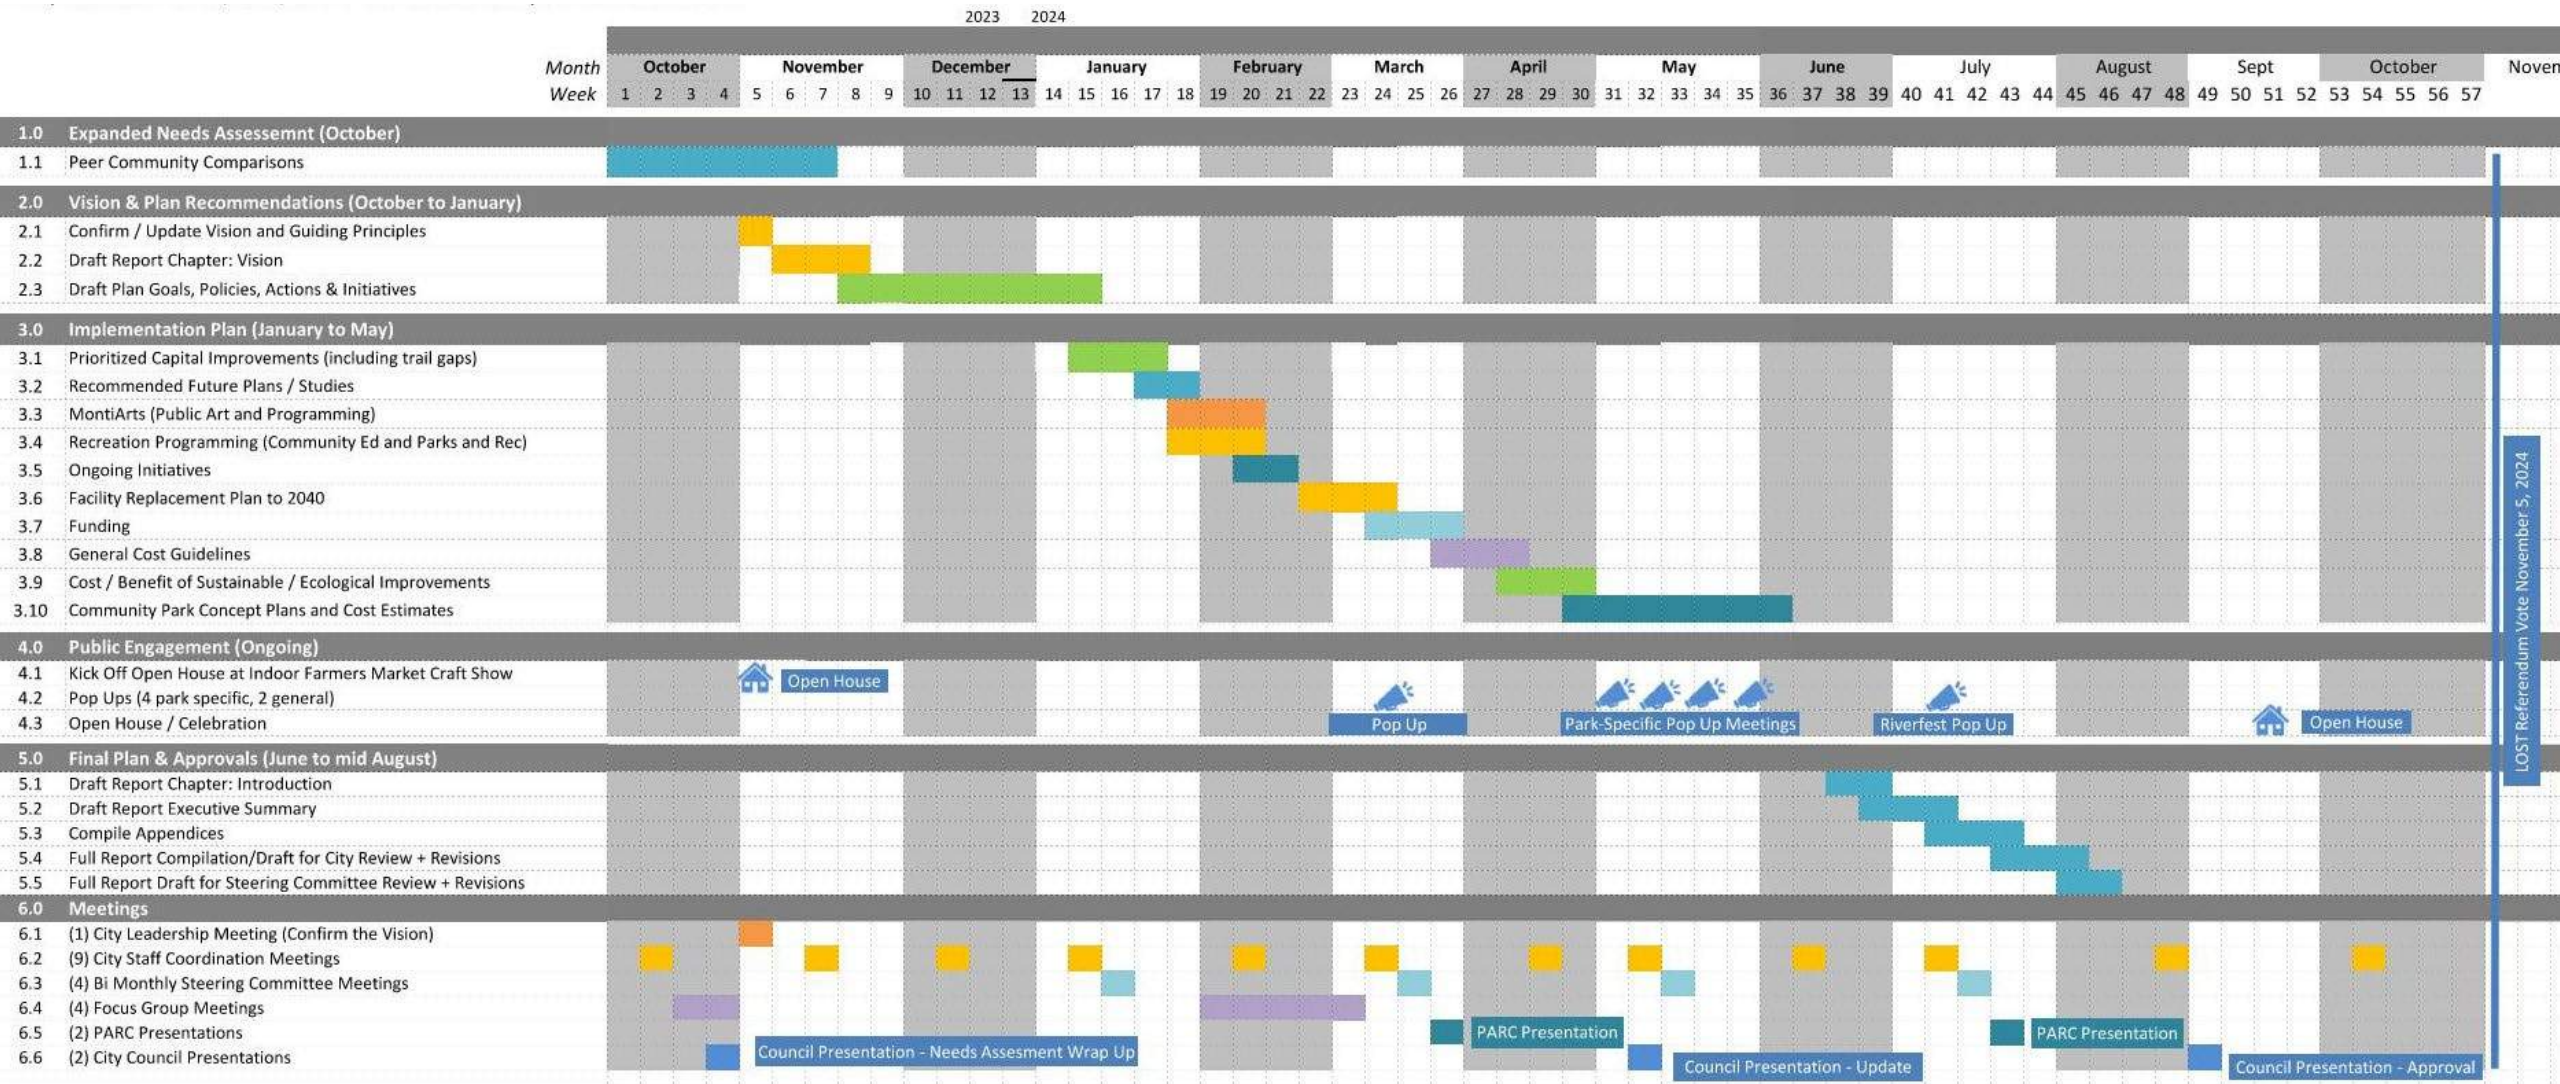 2023 2024
Month October November December January February March April May June July August Sept October Noven
Week 1 2 3 4 5 6 7 8 9 10 11 12 13 14 15 16 17 18 19 20 21 22 23 24 25 26 27 28 29 30 31 32 33 34 35 36 37 38 39 40 41 42 43 44 45 46 47 48 49 50 51 52 53 54 55 56 57
1.0 Expanded Needs Assessemnt (October)
1.1 Peer Community Comparisons
2.0 Vision & Plan Recommendations (October to January)
2.1 Confirm / Update Vision and Guiding Principles
2.2 Draft Report Chapter: Vision
2.3 Draft Plan Goals, Policies, Actions & Initiatives
3.0 Implementation Plan (January to May)
3.1 Prioritized Capital Improvements (including trail gaps)
3.2 Recommended Future Plans / Studies
3.3 MontiArts (Public Art and Programming)
3.4 Recreation Programming (Community Ed and Parks and Rec)
3.5 Ongoing Initiatives
3.6 Facility Replacement Plan to 2040
3.7 Funding
3.8 General Cost Guidelines
3.9 Cost / Benefit of Sustainable / Ecological Improvements
3.10 Community Park Concept Plans and Cost Estimates
LOST Referendum Vote November 5, 2024
4.0 Public Engagement (Ongoing)
4.1 Kick Off Open House at Indoor Farmers Market Craft Show Open House
4.2 Pop Ups (4 park specific, 2 general)
4.3 Open House / Celebration Pop Up Park-Specific Pop Up Meetings Riverfest Pop Up Open House
5.0 Final Plan & Approvals (June to mid August)
5.1 Draft Report Chapter: Introduction
5.2 Draft Report Executive Summary
5.3 Compile Appendices
5.4 Full Report Compilation/Draft for City Review + Revisions
5.5 Full Report Draft for Steering Committee Review + Revisions
6.0 Meetings
6.1 (1) City Leadership Meeting (Confirm the Vision)
6.2 (9) City Staff Coordination Meetings
6.3 (4) Bi Monthly Steering Committee Meetings
6.4 (4) Focus Group Meetings
6.5 (2) PARC Presentations PARC Presentation PARC Presentation
6.6 (2) City Council Presentations Council Presentation - Needs Assesment Wrap Up Council Presentation - Update Council Presentation - Approval